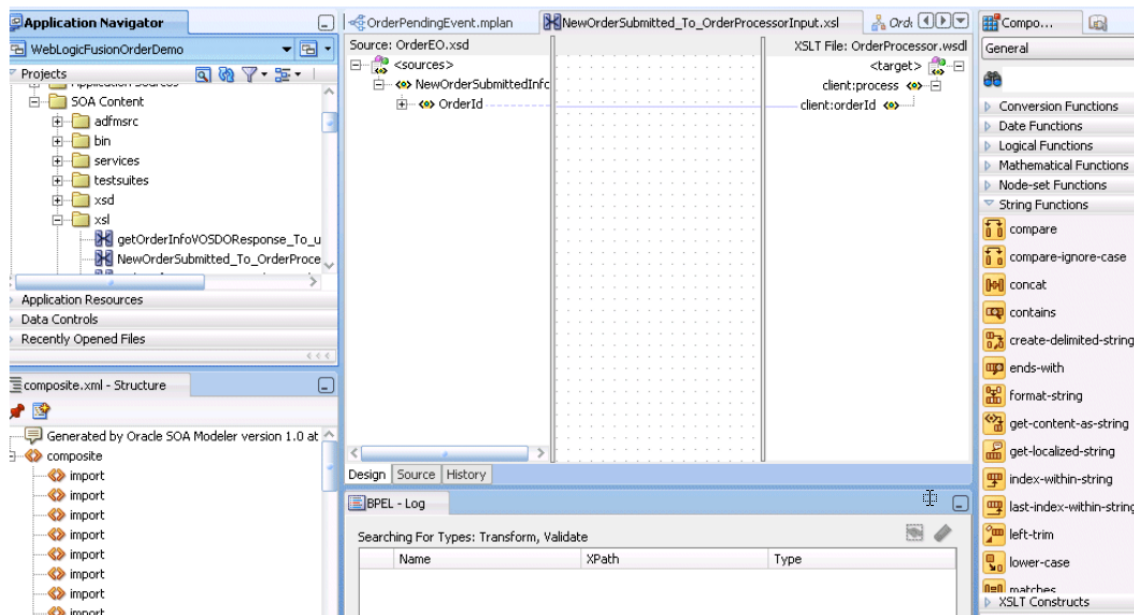 Application Navigator
WebLogicFusionOrderDemo
Projects
SOA Content
adfmsrc
bin
services
testsuites
xsd
xsl
getOrderInfoVOSDOResponse_To_u
NewOrderSubmitted_To_OrderProce
Application Resources
Data Controls
Recently Opened Files
composite.xml - Structure
Generated by Oracle SOA Modeler version 1.0 at
composite
import
import
import
import
import
import
import
import
OrderPendingEvent.mplan
NewOrderSubmitted_To_OrderProcessorInput.xsl
Orde
Source: OrderEO.xsd
XSLT File: OrderProcessor.wsdl
<sources>
<target>
NewOrderSubmittedInfo
client:process
OrderId
client:orderId
Design Source History
BPEL - Log
Searching For Types: Transform, Validate
Name XPath Type
Compo...
General
Conversion Functions
Date Functions
Logical Functions
Mathematical Functions
Node-set Functions
String Functions
compare
compare-ignore-case
concat
contains
create-delimited-string
ends-with
format-string
get-content-as-string
get-localized-string
index-within-string
last-index-within-string
left-trim
lower-case
matches
XSLT Constructs